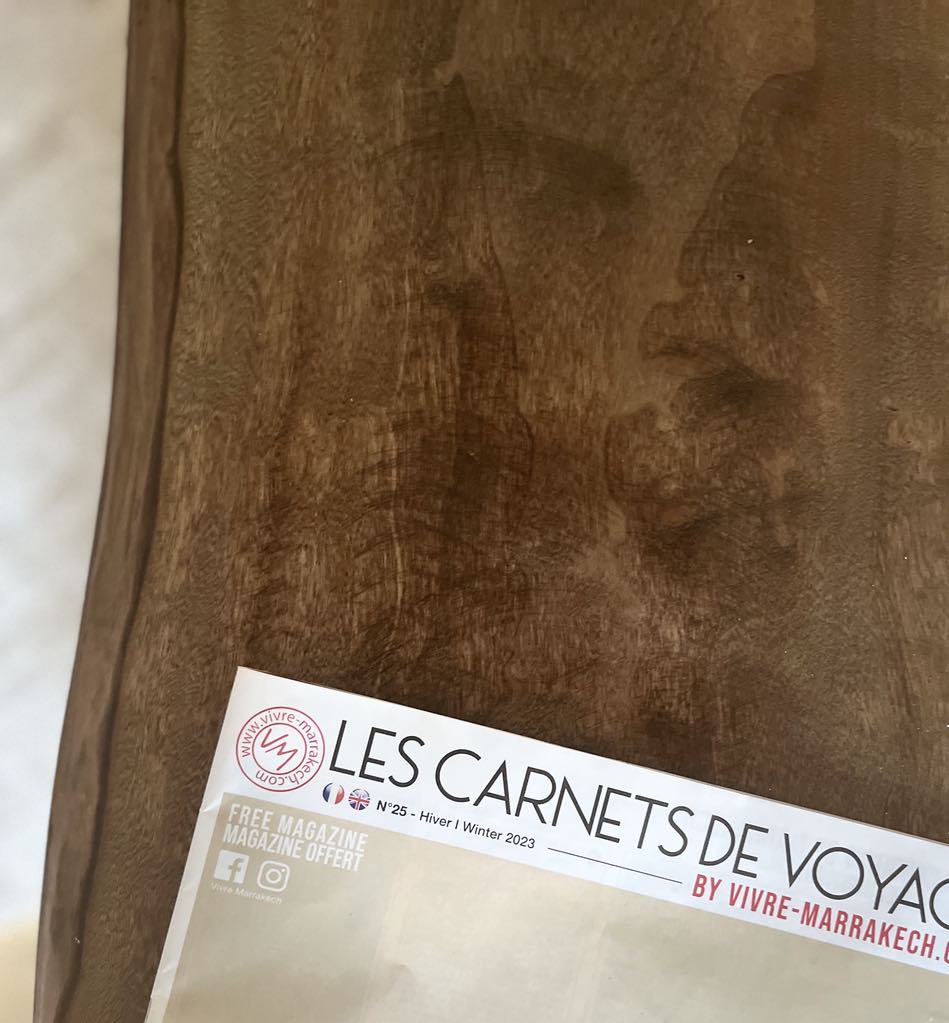 www.vivre-marrakech.com
VM
LES CARNETS DE VOYAG
N°25 - Hiver I Winter 2023
BY VIVRE-MARRAKECH.C
FREE MAGAZINE
MAGAZINE OFFERT
Vivre Marrakech